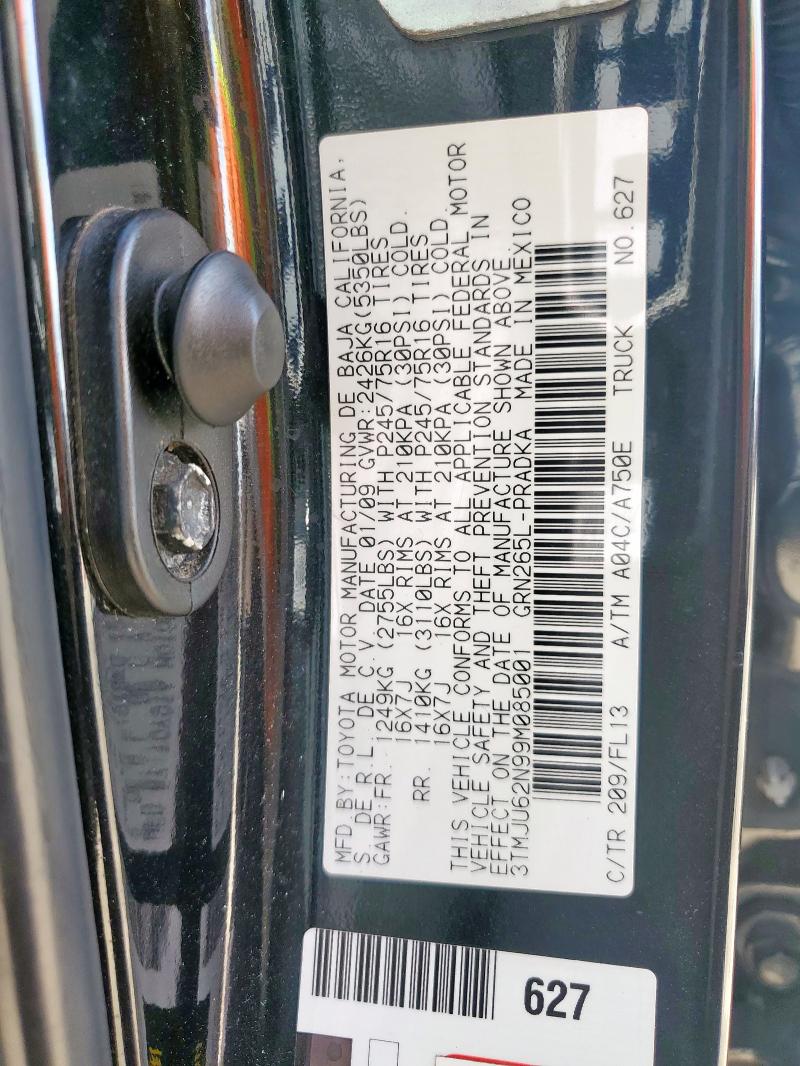 MFD.BY:TOYOTA MOTOR MANUFACTURING DE BAJA CALIFORNIA,
S DE R.L. DE C.V. DATE 01/09 GVWR:2426KG(5350LBS)
GAWR:FR. 1249KG (2755LBS) WITH P245/75R16 TIRES
16X7J 16X RIMS AT 210KPA (30PSI) COLD.
RR. 1410KG (3110LBS) WITH P245/75R16 TIRES
16X7J 16X RIMS AT 210KPA (30PSI) COLD.
THIS VEHICLE CONFORMS TO ALL APPLICABLE FEDERAL MOTOR
VEHICLE SAFETY AND THEFT PREVENTION STANDARDS IN
EFFECT ON THE DATE OF MANUFACTURE SHOWN ABOVE
3TMJU62N99M085001 GRN265L-PRADKA MADE IN MEXICO
C/TR 209/FL13 A/TM A04C/A750E TRUCK NO.627
627